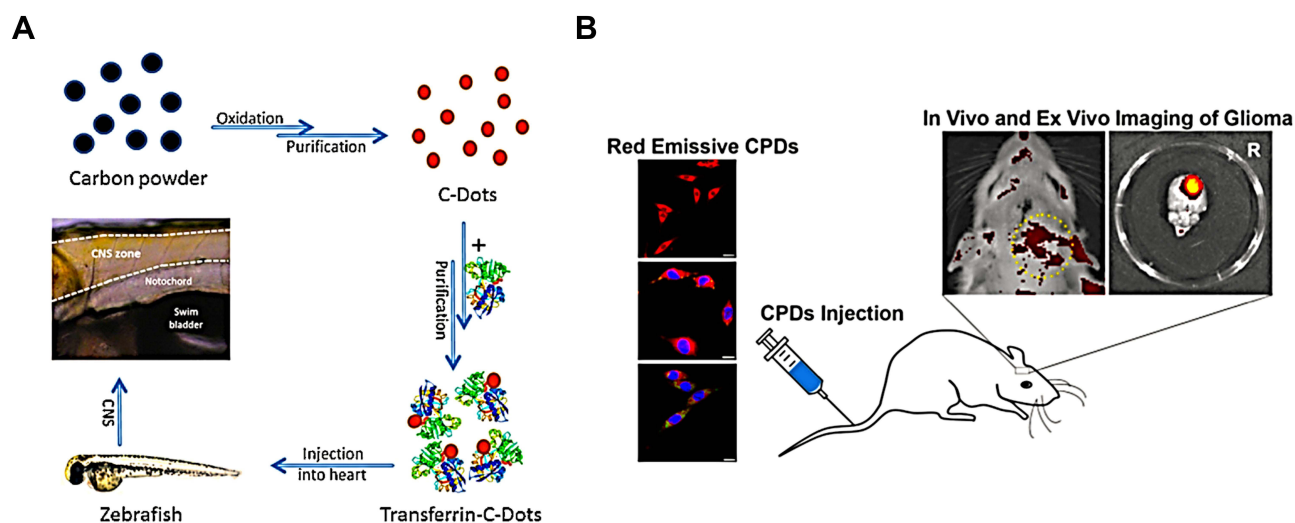 A
Carbon powder
Oxidation
Purification
C-Dots
+
Purification
Transferrin-C-Dots
Injection
into heart
Zebrafish
CNS
CNS zone
Notochord
Swim
bladder
B
Red Emissive CPDs
CPDs Injection
In Vivo and Ex Vivo Imaging of Glioma
R